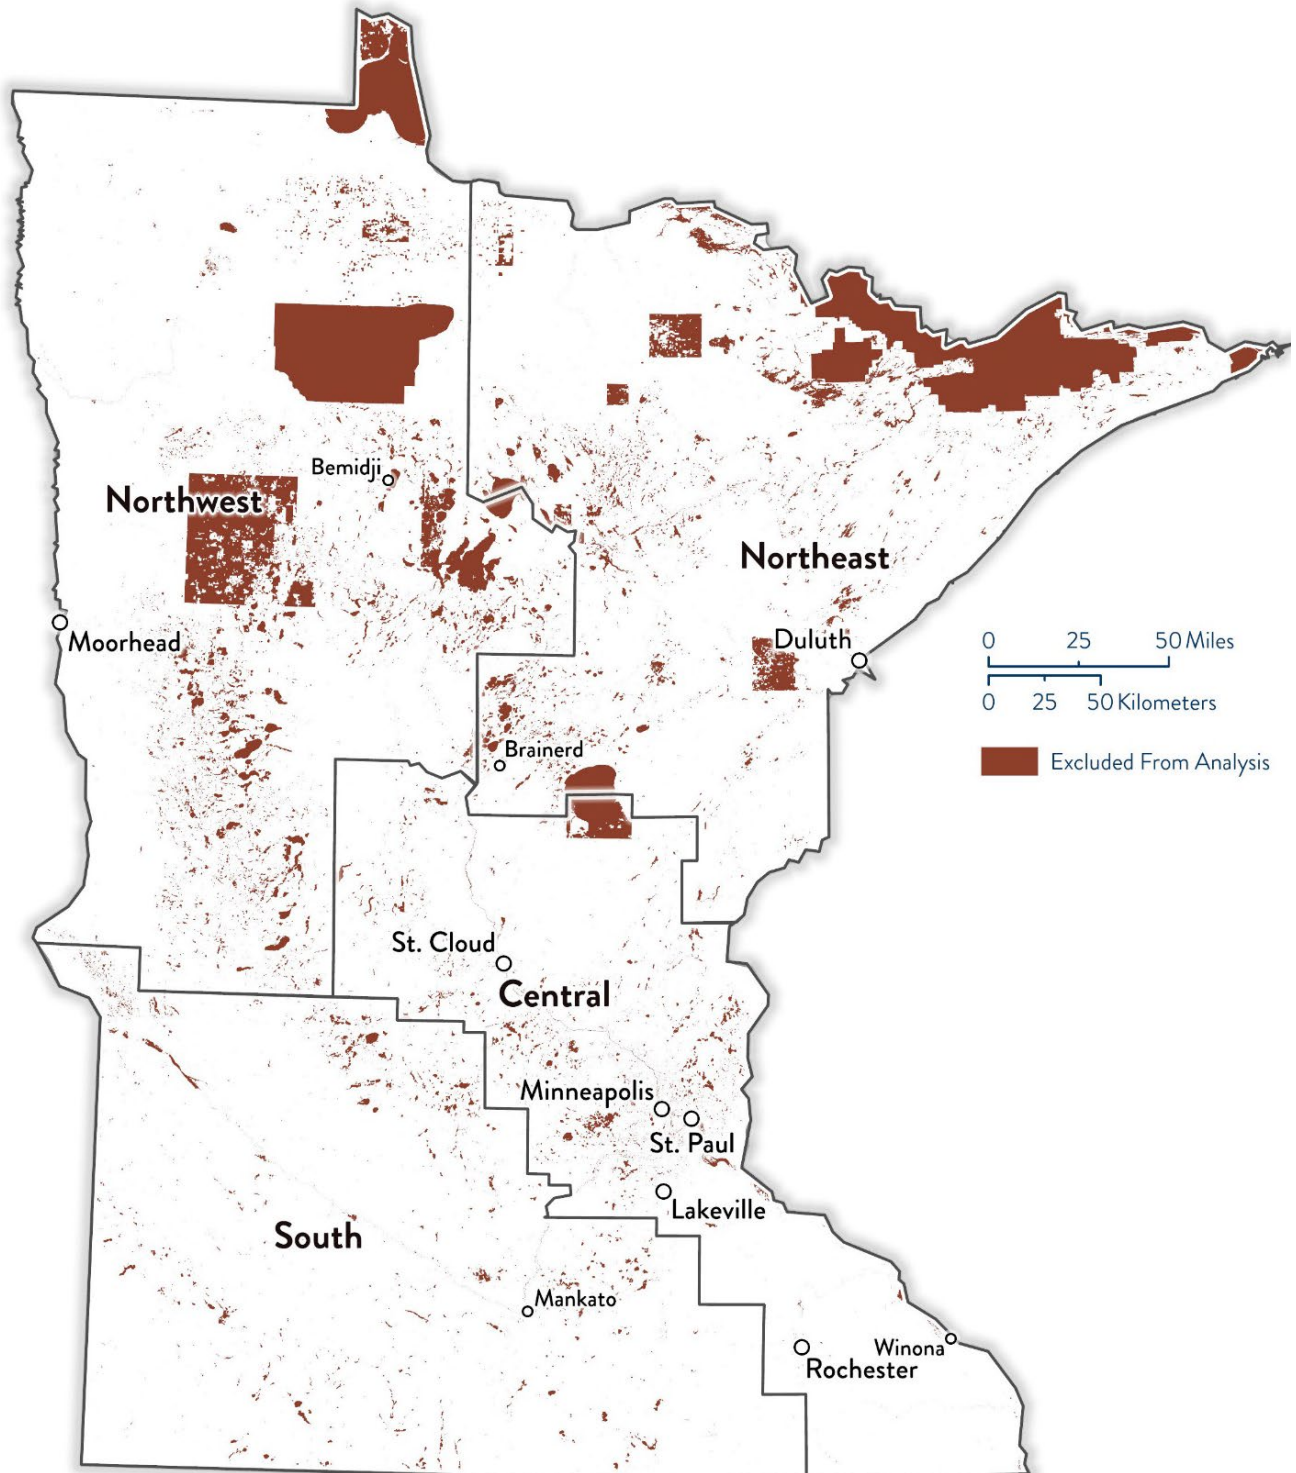 Bemidji
Northwest
Northeast
Moorhead
Duluth
0 25 50 Miles
0 25 50 Kilometers
Excluded From Analysis
Brainerd
St. Cloud
Central
Minneapolis
St. Paul
Lakeville
South
Mankato
Winona
Rochester